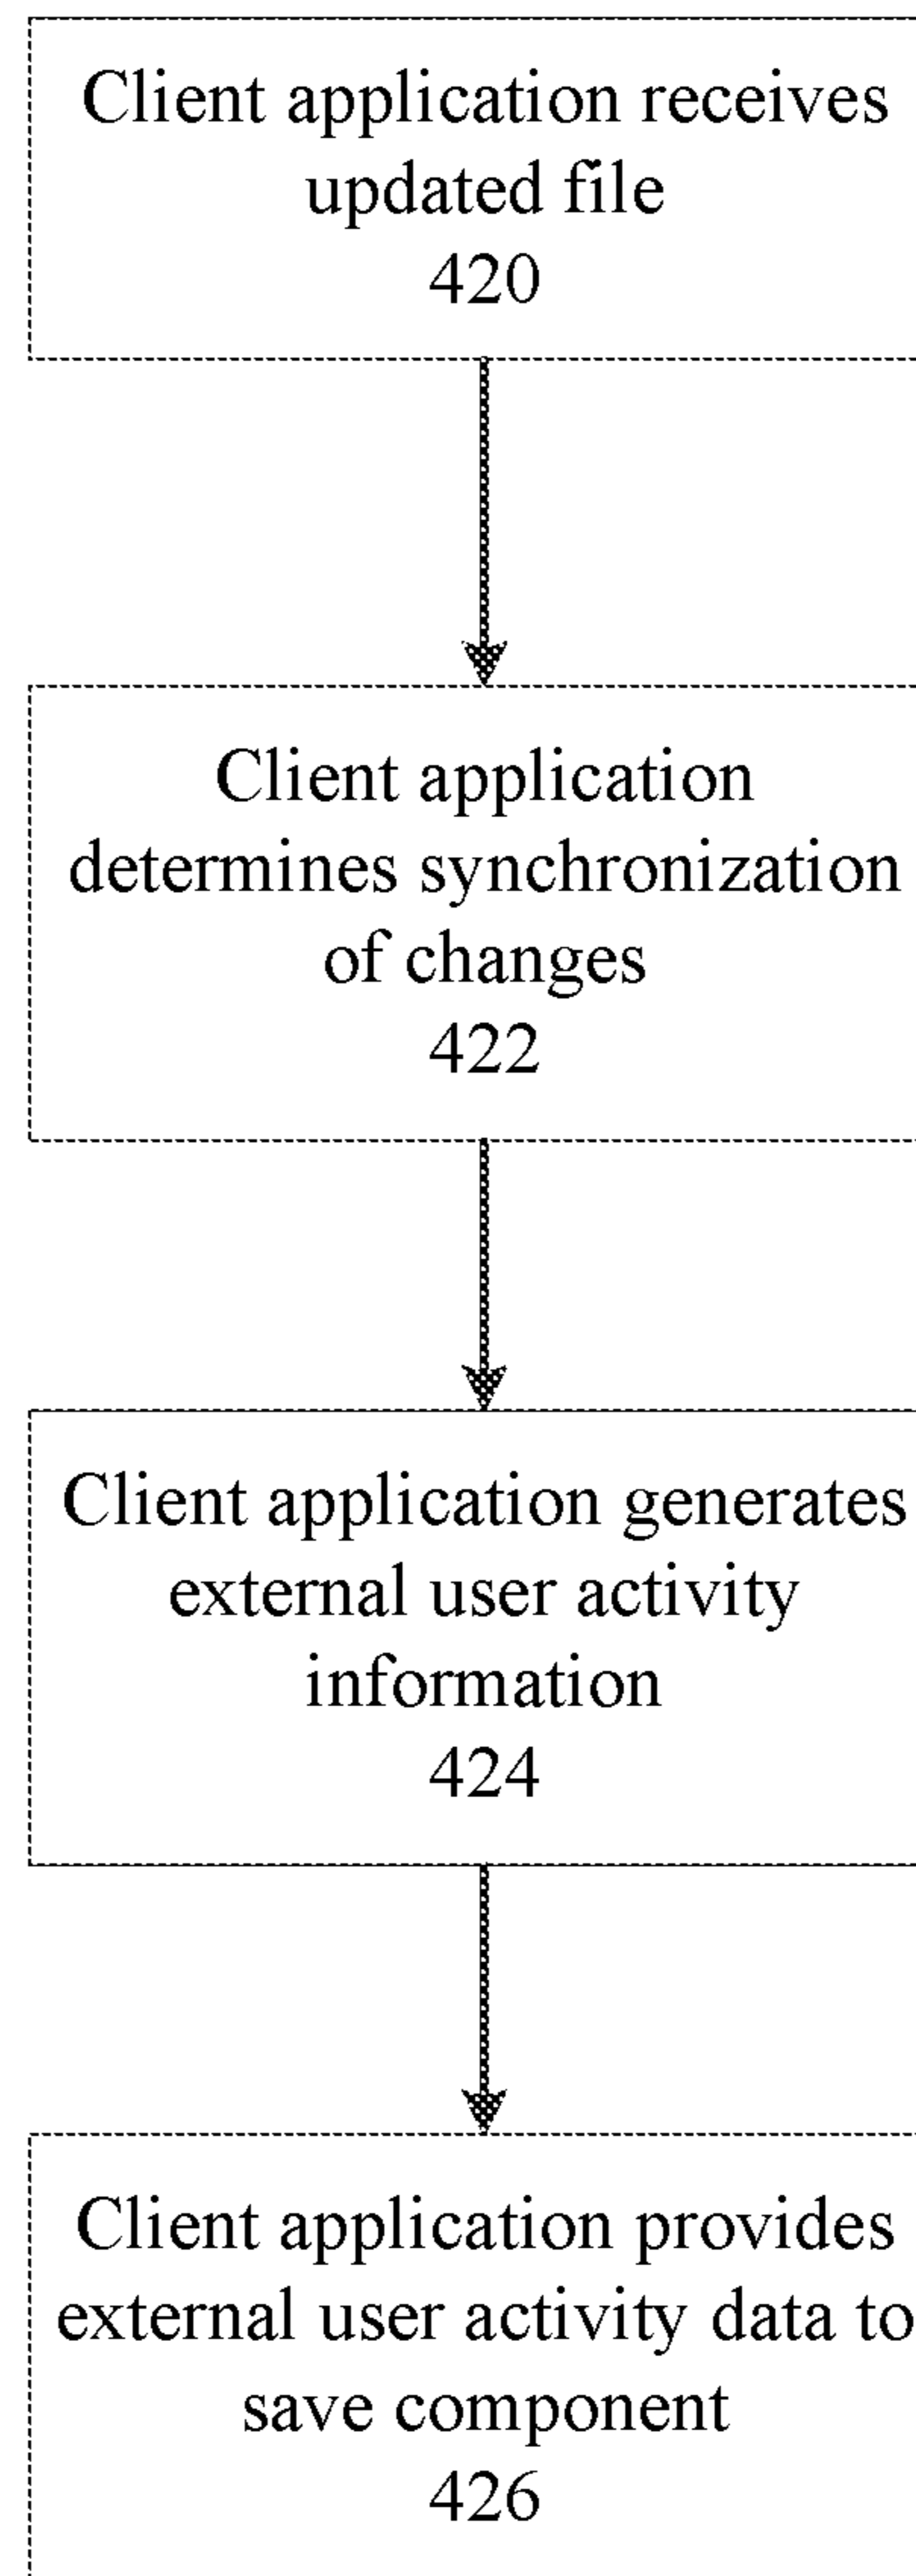 Client application receives
updated file
420
Client application
determines synchronization
of changes
422
Client application generates
external user activity
information
424
Client application provides
external user activity data to
save component
426